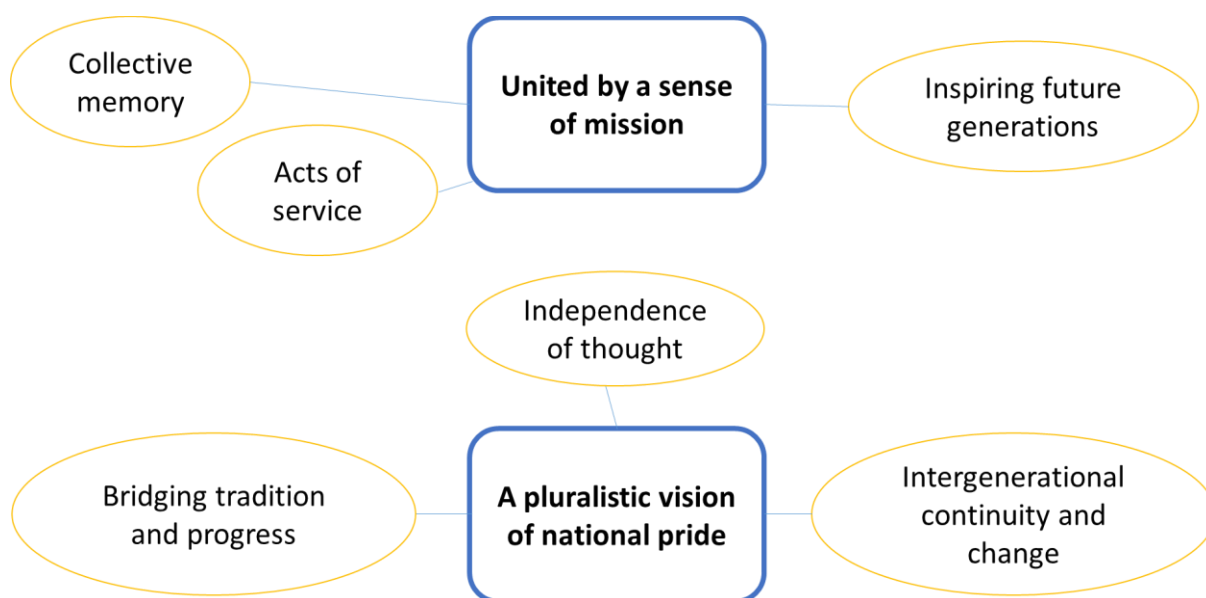 Collective
memory
United by a sense
of mission
Inspiring future
generations
Acts of
service
Independence
of thought
Bridging tradition
and progress
A pluralistic vision
of national pride
Intergenerational
continuity and
change